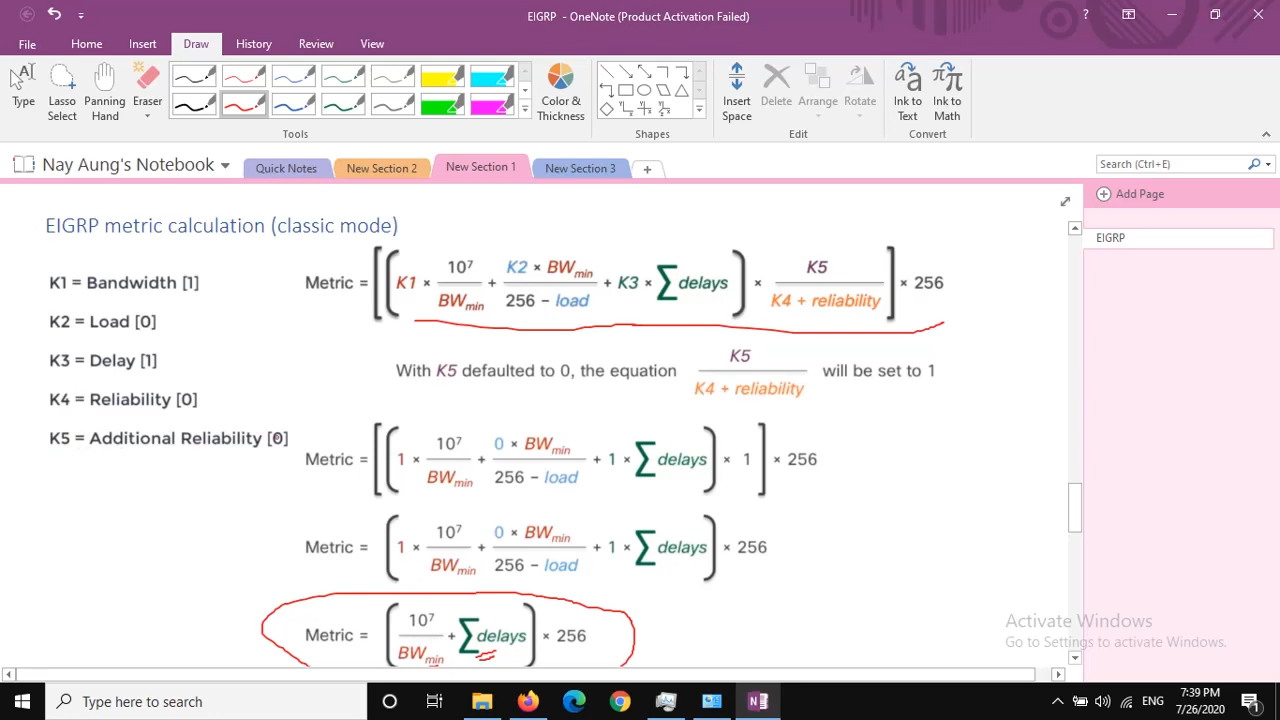 EIGRP - OneNote (Product Activation Failed)
?
File Home Insert Draw History Review View
Type
Lasso Select
Panning Hand
Eraser
Color & Thickness
Insert Space
Delete
Arrange
Rotate
Ink to Text
Ink to Math
Tools
Shapes
Edit
Convert
Nay Aung's Notebook
Quick Notes
New Section 2
New Section 1
New Section 3
+
Search (Ctrl+E)
Add Page
EIGRP
EIGRP metric calculation (classic mode)
K1 = Bandwidth [1]
K2 = Load [0]
K3 = Delay [1]
K4 = Reliability [0]
K5 = Additional Reliability [0]
Metric = [(K1 × 10⁷ / BWmin + K2 × BWmin / 256 − load + K3 × ∑ delays) × K5 / K4 + reliability] × 256
With K5 defaulted to 0, the equation K5 / K4 + reliability will be set to 1
Metric = [(1 × 10⁷ / BWmin + 0 × BWmin / 256 − load + 1 × ∑ delays) × 1] × 256
Metric = (1 × 10⁷ / BWmin + 0 × BWmin / 256 − load + 1 × ∑ delays) × 256
Metric = (10⁷ / BWmin + ∑ delays) × 256
Activate Windows
Go to Settings to activate Windows.
Type here to search
ENG
7:39 PM
7/26/2020